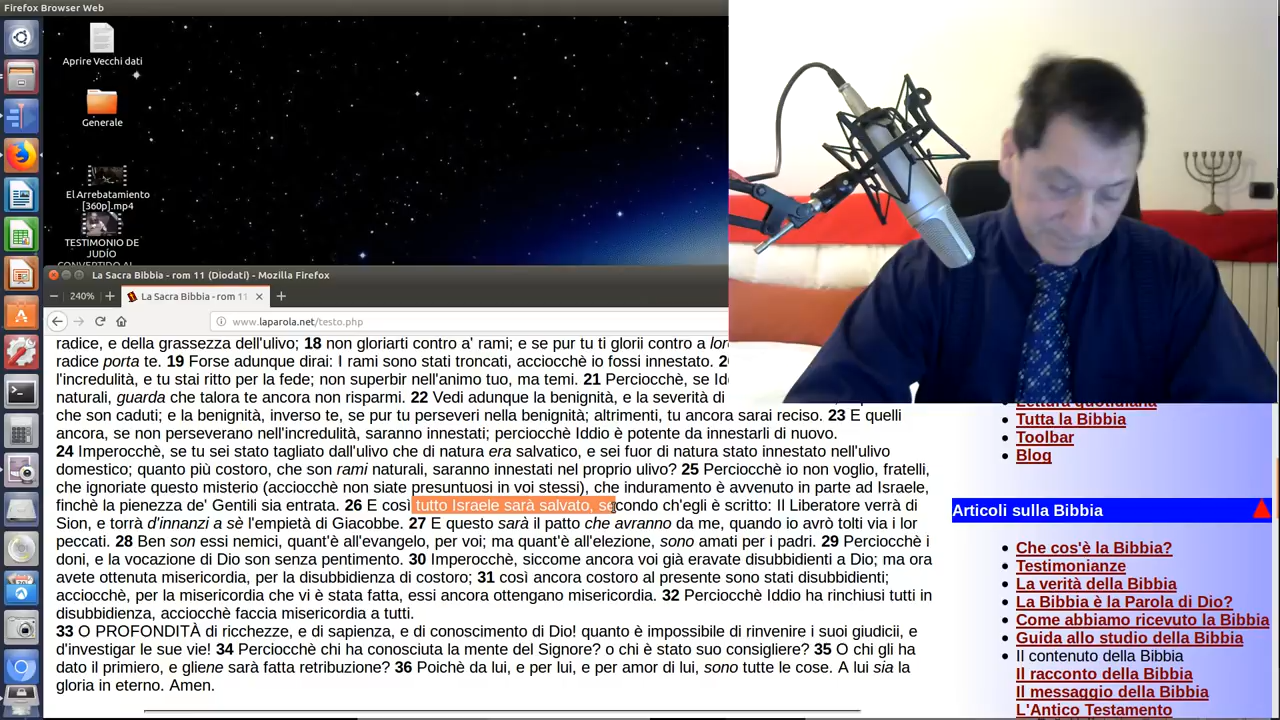 Firefox Browser Web
Aprire Vecchi dati
Generale
El Arrebatamiento
[360p].mp4
TESTIMONIO DE
JUDÍO
La Sacra Bibbia - rom 11 (Diodati) - Mozilla Firefox
240%
La Sacra Bibbia - rom 11
www.laparola.net/testo.php
radice, e della grassezza dell'ulivo; 18 non gloriarti contro a' rami; e se pur tu ti glorii contro a
radice porta te. 19 Forse adunque dirai: I rami sono stati troncati, acciocchè io fossi innestato.
l'incredulità, e tu stai ritto per la fede; non superbir nell'animo tuo, ma temi. 21 Perciocchè, se
naturali, guarda che talora te ancora non risparmi. 22 Vedi adunque la benignità, e la severità di
che son caduti; e la benignità, inverso te, se pur tu perseveri nella benignità; altrimenti, tu ancora sarai reciso. 23 E quelli
ancora, se non perseverano nell'incredulità, saranno innestati; perciocchè Iddio è potente da innestarli di nuovo.
24 Imperocchè, se tu sei stato tagliato dall'ulivo che di natura era salvatico, e sei fuor di natura stato innestato nell'ulivo
domestico; quanto più costoro, che son rami naturali, saranno innestati nel proprio ulivo? 25 Perciocchè io non voglio, fratelli,
che ignoriate questo misterio (acciocchè non siate presuntuosi in voi stessi), che induramento è avvenuto in parte ad Israele,
finchè la pienezza de' Gentili sia entrata. 26 E così tutto Israele sarà salvato, secondo ch'egli è scritto: Il Liberatore verrà di
Sion, e torrà d'innanzi a sè l'empietà di Giacobbe. 27 E questo sarà il patto che avranno da me, quando io avrò tolti via i lor
peccati. 28 Ben son essi nemici, quant'è all'evangelo, per voi; ma quant'è all'elezione, sono amati per i padri. 29 Perciocchè i
doni, e la vocazione di Dio son senza pentimento. 30 Imperocchè, siccome ancora voi già eravate disubbidienti a Dio; ma ora
avete ottenuta misericordia, per la disubbidienza di costoro; 31 così ancora costoro al presente sono stati disubbidienti;
acciocchè, per la misericordia che vi è stata fatta, essi ancora ottengano misericordia. 32 Perciocchè Iddio ha rinchiusi tutti in
disubbidienza, acciocchè faccia misericordia a tutti.
33 O PROFONDITÀ di ricchezze, e di sapienza, e di conoscimento di Dio! quanto è impossibile di rinvenire i suoi giudicii, e
d'investigar le sue vie! 34 Perciocchè chi ha conosciuta la mente del Signore? o chi è stato suo consigliere? 35 O chi gli ha
dato il primiero, e gliene sarà fatta retribuzione? 36 Poichè da lui, e per lui, e per amor di lui, sono tutte le cose. A lui sia la
gloria in eterno. Amen.
Lettura quotidiana
Tutta la Bibbia
Toolbar
Blog
Articoli sulla Bibbia
Che cos'è la Bibbia?
Testimonianze
La verità della Bibbia
La Bibbia è la Parola di Dio?
Come abbiamo ricevuto la Bibbia
Guida allo studio della Bibbia
Il contenuto della Bibbia
Il racconto della Bibbia
Il messaggio della Bibbia
L'Antico Testamento